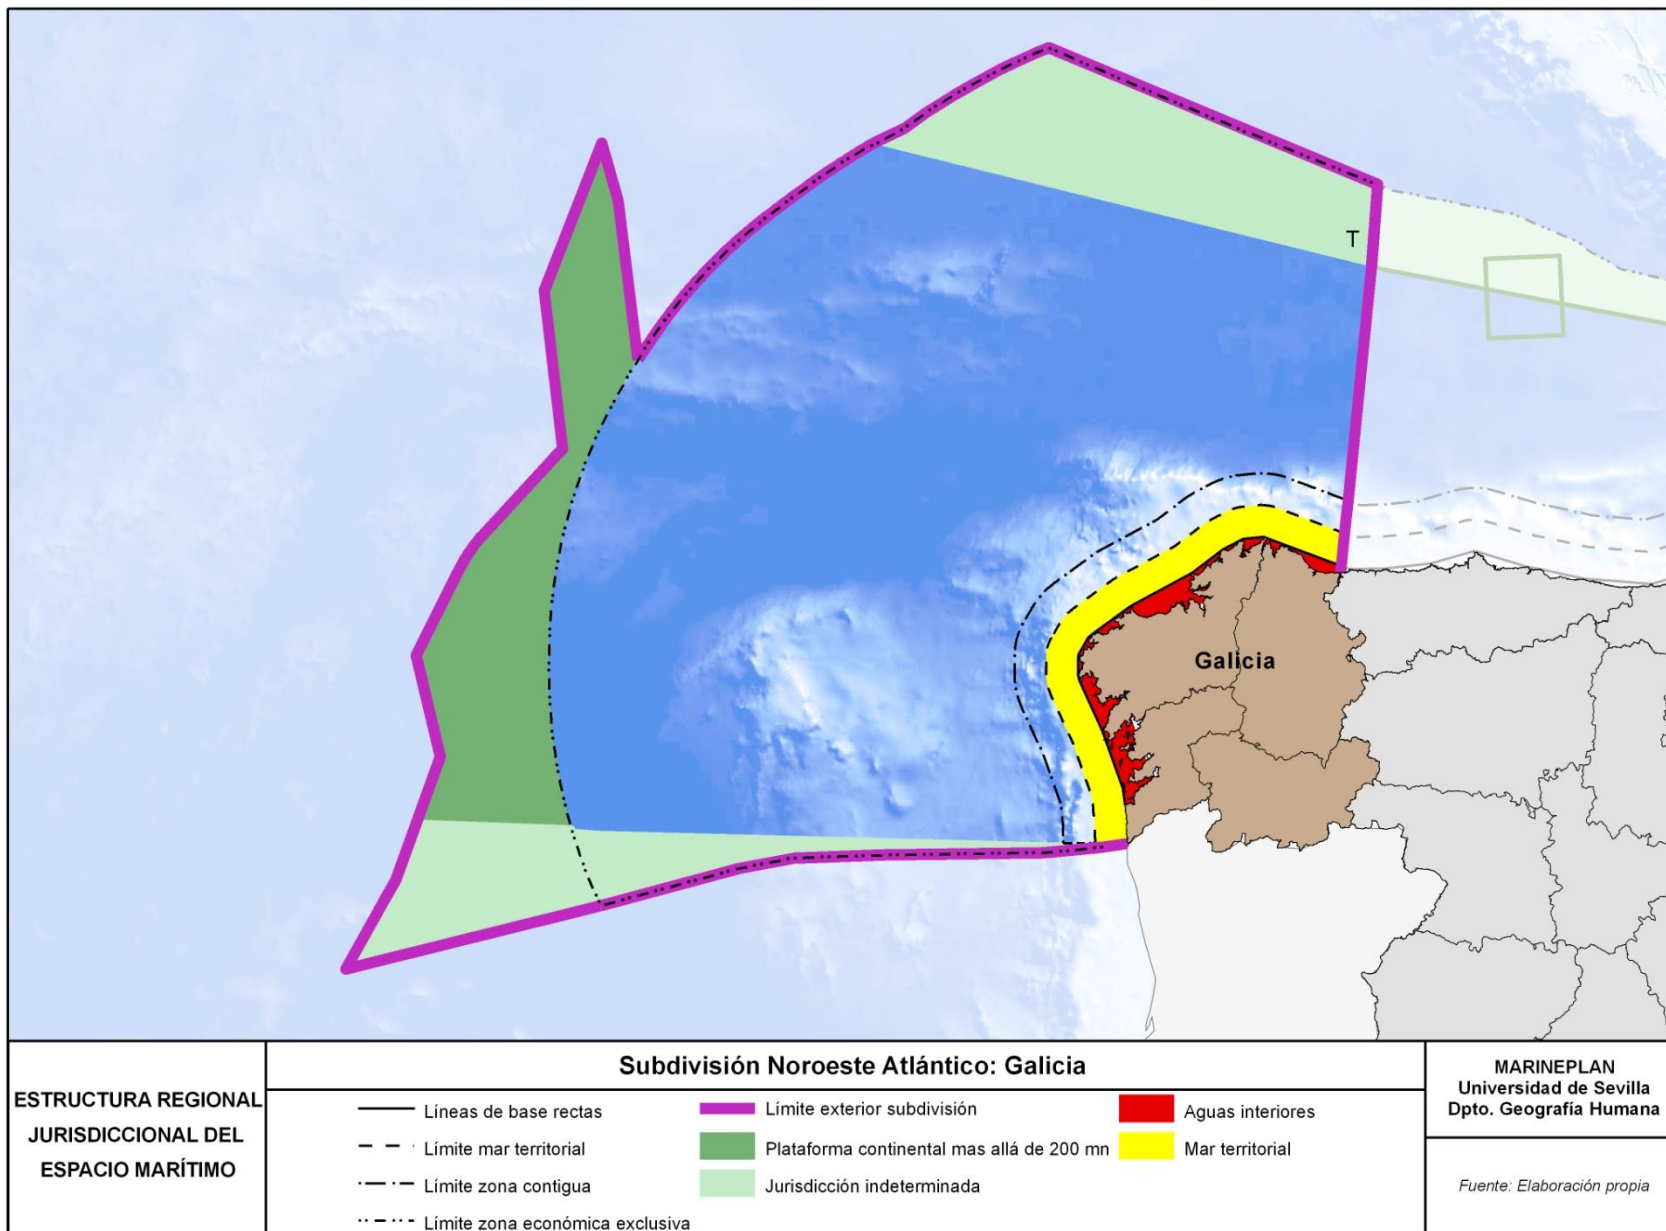 T
Galicia
ESTRUCTURA REGIONAL
JURISDICCIONAL DEL
ESPACIO MARÍTIMO
Subdivisión Noroeste Atlántico: Galicia
Líneas de base rectas
Límite mar territorial
Límite zona contigua
Límite zona económica exclusiva
Límite exterior subdivisión
Plataforma continental mas allá de 200 mn
Jurisdicción indeterminada
Aguas interiores
Mar territorial
MARINEPLAN
Universidad de Sevilla
Dpto. Geografía Humana
Fuente: Elaboración propia